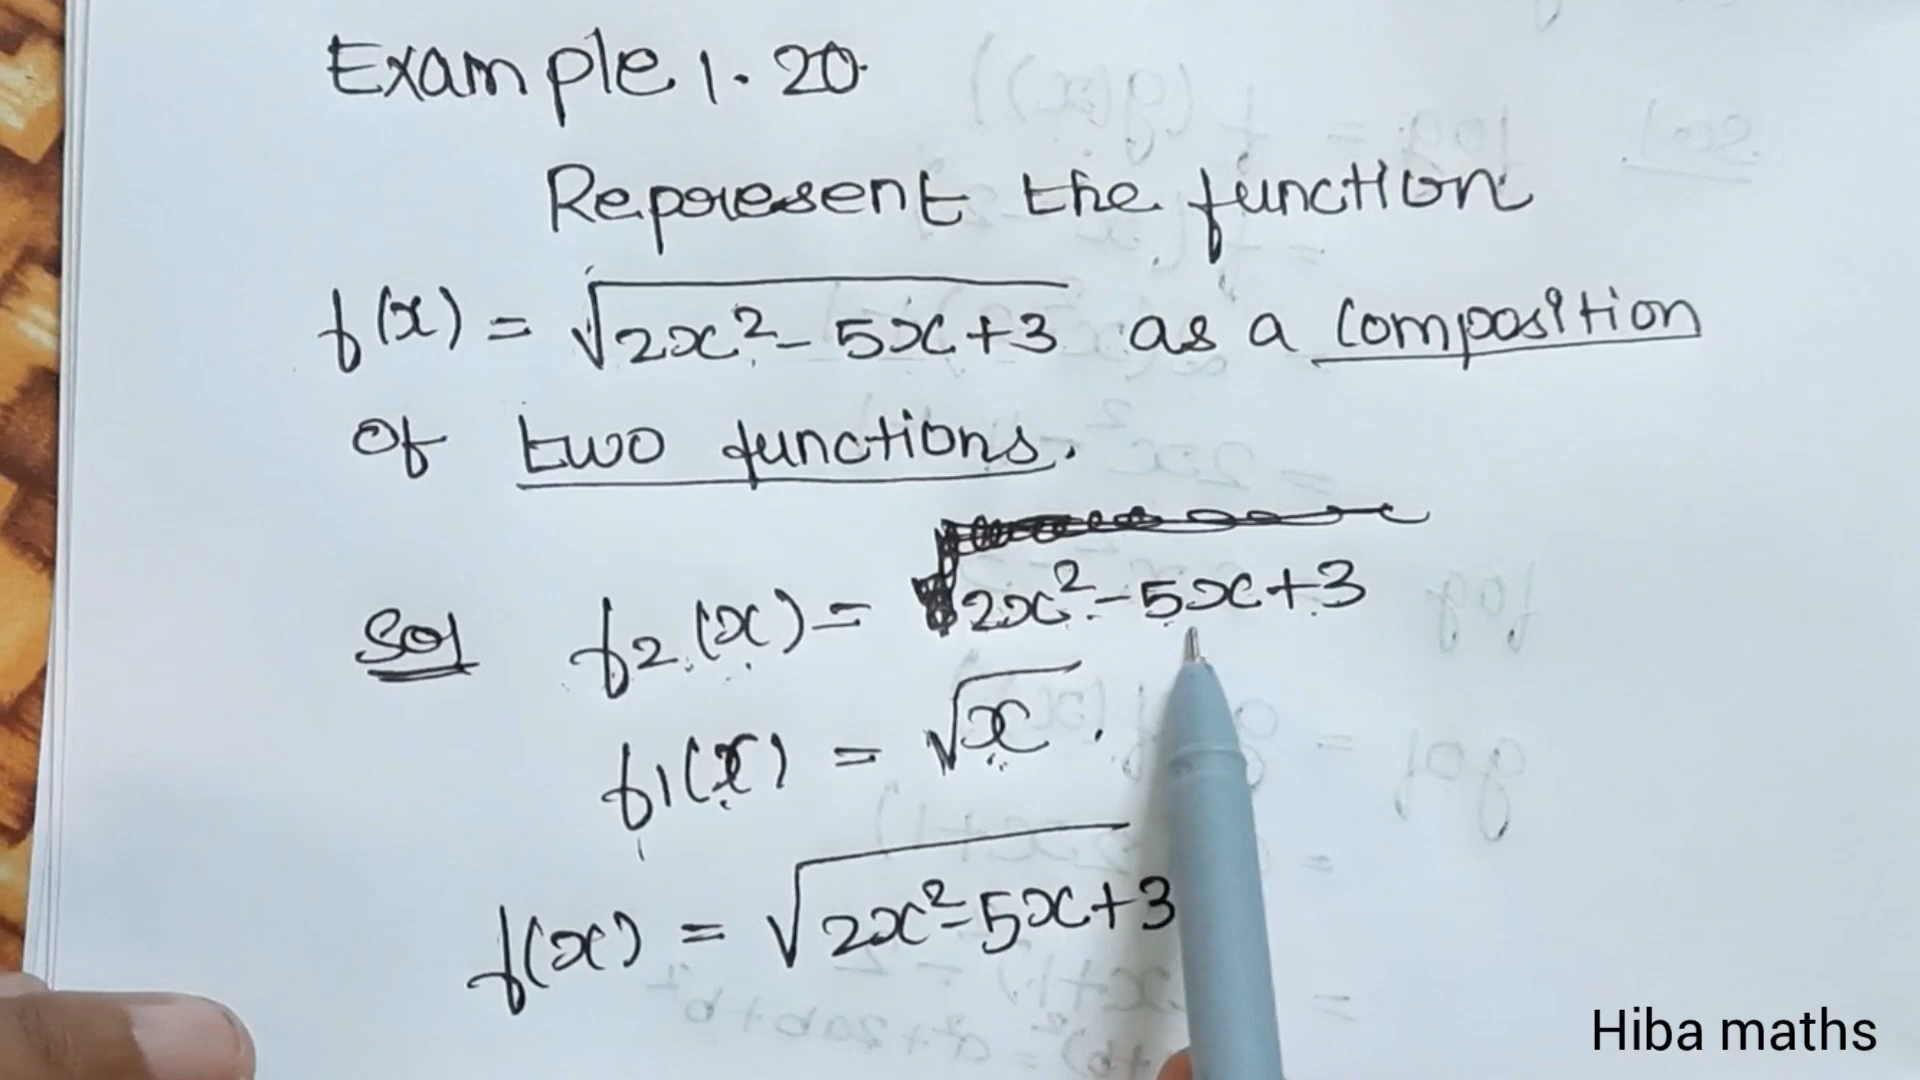 Example 1.20.
Represent the function
f(x) = √2x²- 5x+3 as a composition
of two functions.
Sol f2(x) = 2x²- 5x+3
f1(x) = √x.
f(x) = √2x²-5x+3
Hiba maths